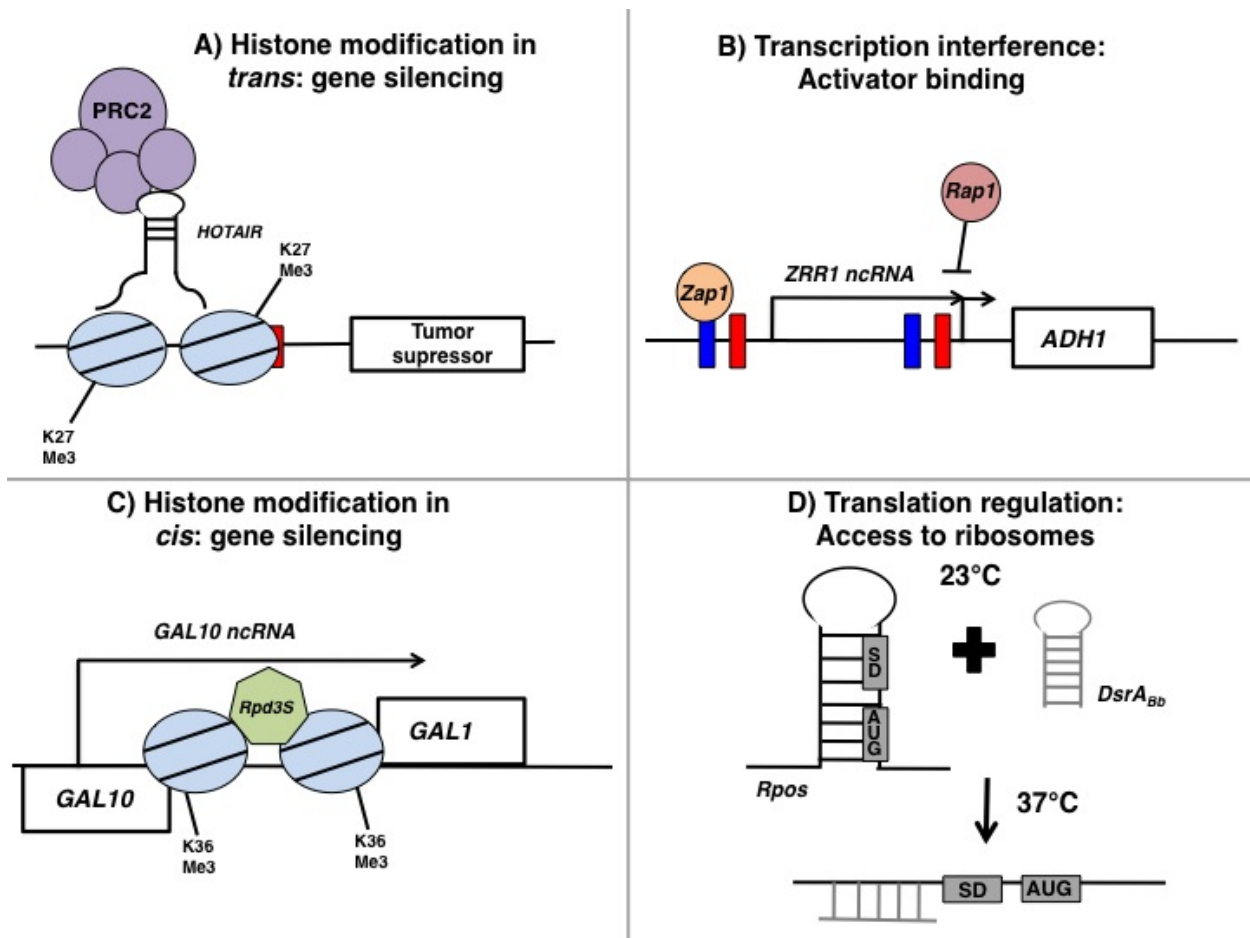 A) Histone modification in
trans: gene silencing
PRC2
HOTAIR
K27
Me3
Tumor
supressor
K27
Me3
B) Transcription interference:
Activator binding
Rap1
ZRR1 ncRNA
Zap1
ADH1
C) Histone modification in
cis: gene silencing
GAL10 ncRNA
Rpd3S
GAL1
GAL10
K36
Me3
K36
Me3
D) Translation regulation:
Access to ribosomes
23°C
SD
AUG
DsrABb
Rpos
37°C
SD
AUG